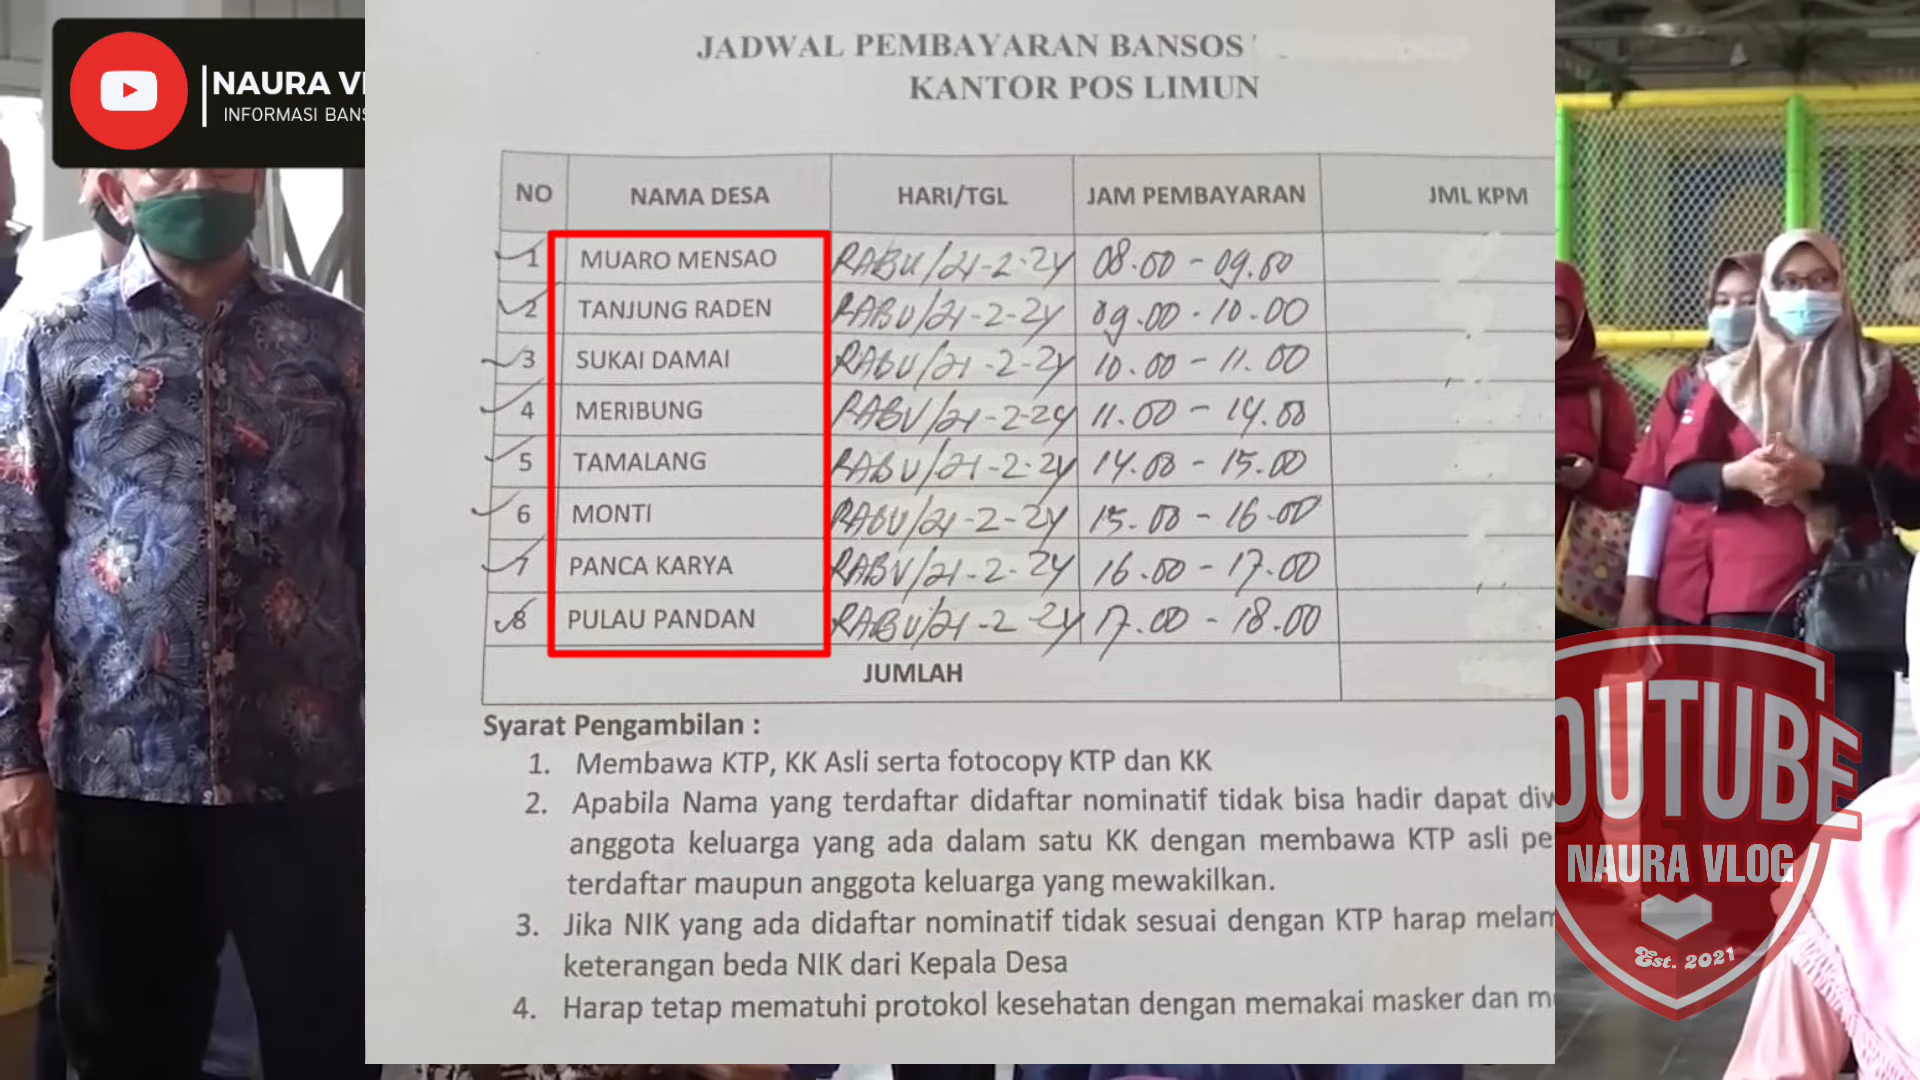 NAURA
INFORMASI
JADWAL PEMBAYARAN BANSOS
KANTOR POS LIMUN
NO NAMA DESA HARI/TGL JAM PEMBAYARAN JML KPM
1 MUARO MENSAO RABU/21-2-24 08.00 - 09.00
2 TANJUNG RADEN RABU/21-2-24 09.00 - 10.00
3 SUKAI DAMAI RABU/21-2-24 10.00 - 11.00
4 MERIBUNG RABU/21-2-24 11.00 - 14.00
5 TAMALANG RABU/21-2-24 14.00 - 15.00
6 MONTI RABU/21-2-24 15.00 - 16.00
7 PANCA KARYA RABU/21-2-24 16.00 - 17.00
8 PULAU PANDAN RABU/21-2-24 17.00 - 18.00
JUMLAH
Syarat Pengambilan :
1. Membawa KTP, KK Asli serta fotocopy KTP dan KK
2. Apabila Nama yang terdaftar didaftar nominatif tidak bisa hadir dapat
anggota keluarga yang ada dalam satu KK dengan membawa KTP asli
terdaftar maupun anggota keluarga yang mewakilkan.
3. Jika NIK yang ada didaftar nominatif tidak sesuai dengan KTP harap
keterangan beda NIK dari Kepala Desa
4. Harap tetap mematuhi protokol kesehatan dengan memakai masker dan
OUTUBE
NAURA VLOG
Est. 2021